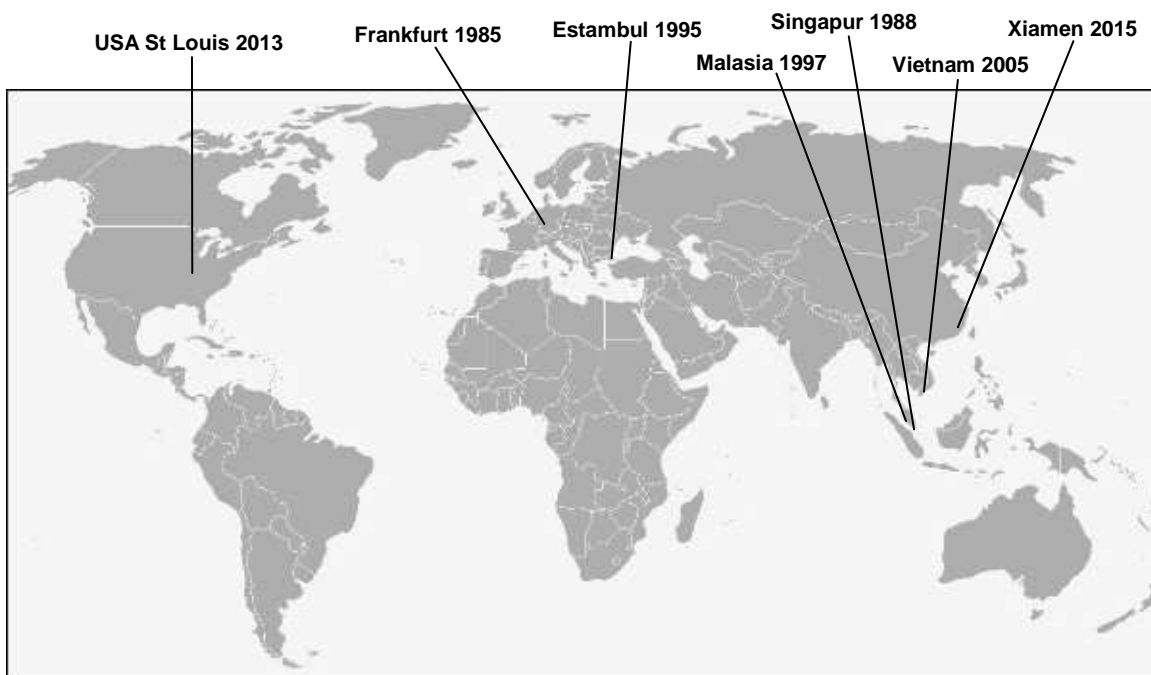 USA St Louis 2013
Frankfurt 1985
Estambul 1995
Singapur 1988
Malasia 1997
Vietnam 2005
Xiamen 2015